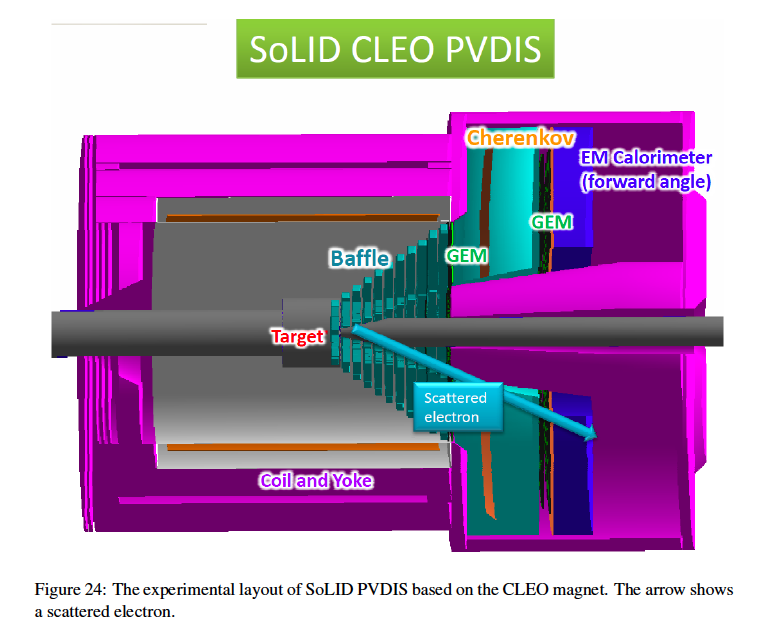 SoLID CLEO PVDIS
Cherenkov
EM Calorimeter
(forward angle)
GEM
Baffle
GEM
Target
Scattered
electron
Coil and Yoke
Figure 24: The experimental layout of SoLID PVDIS based on the CLEO magnet. The arrow shows
a scattered electron.